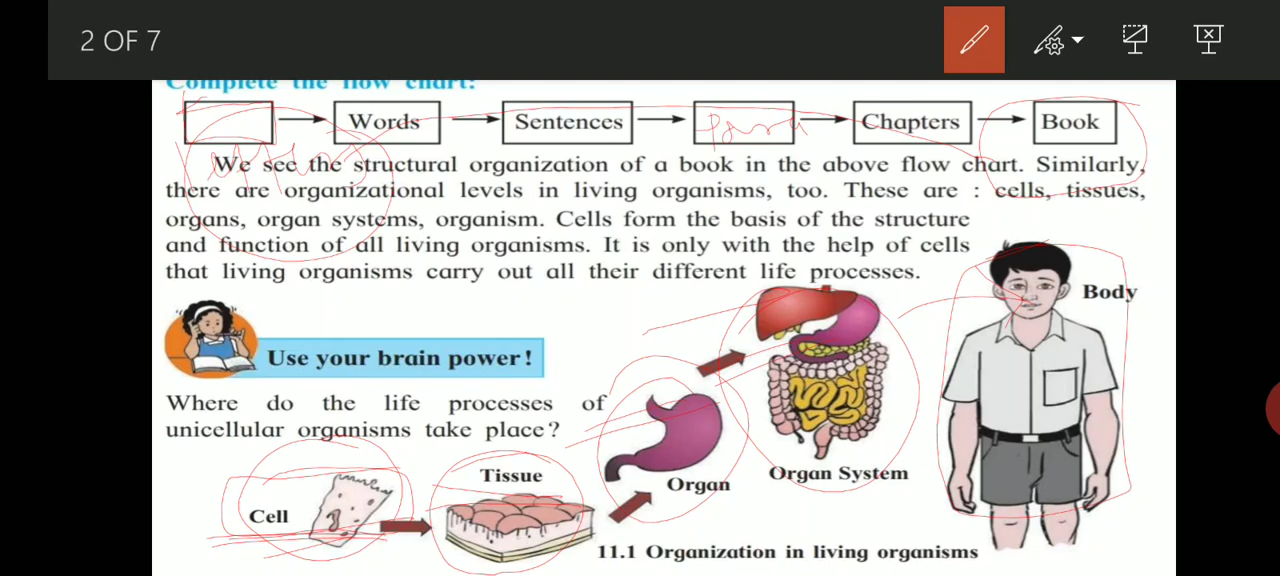 2 OF 7
Complete the flow chart:
Words Sentences Para Chapters Book
We see the structural organization of a book in the above flow chart. Similarly,
there are organizational levels in living organisms, too. These are : cells, tissues,
organs, organ systems, organism. Cells form the basis of the structure
and function of all living organisms. It is only with the help of cells
that living organisms carry out all their different life processes.
Body
Use your brain power!
Where do the life processes of
unicellular organisms take place?
Tissue
Organ System
Organ
Cell
11.1 Organization in living organisms